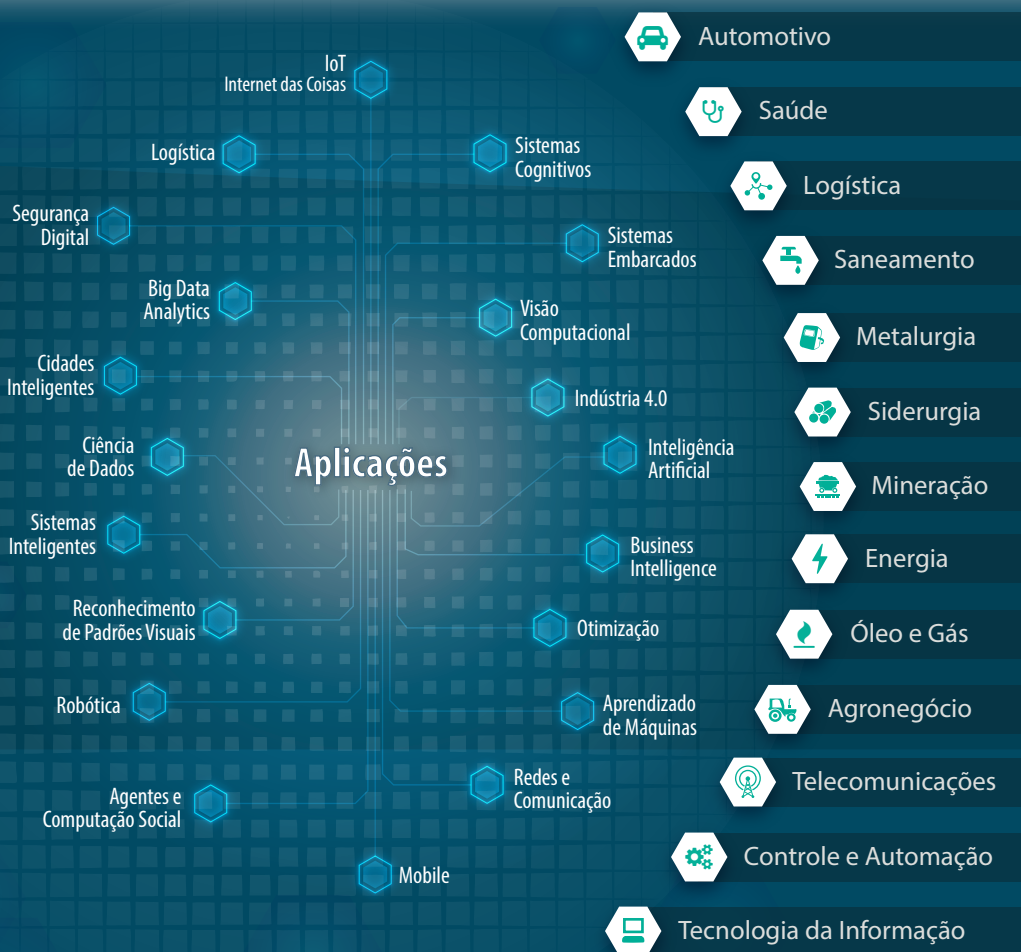 IoT
Internet das Coisas
Logística
Segurança
Digital
Big Data
Analytics
Cidades
Inteligentes
Ciência
de Dados
Sistemas
Inteligentes
Reconhecimento
de Padrões Visuais
Robótica
Agentes e
Computação Social
Aplicações
Sistemas
Cognitivos
Sistemas
Embarcados
Visão
Computacional
Indústria 4.0
Inteligência
Artificial
Business
Intelligence
Otimização
Aprendizado
de Máquinas
Redes e
Comunicação
Mobile
Automotivo
Saúde
Logística
Saneamento
Metalurgia
Siderurgia
Mineração
Energia
Óleo e Gás
Agronegócio
Telecomunicações
Controle e Automação
Tecnologia da Informação